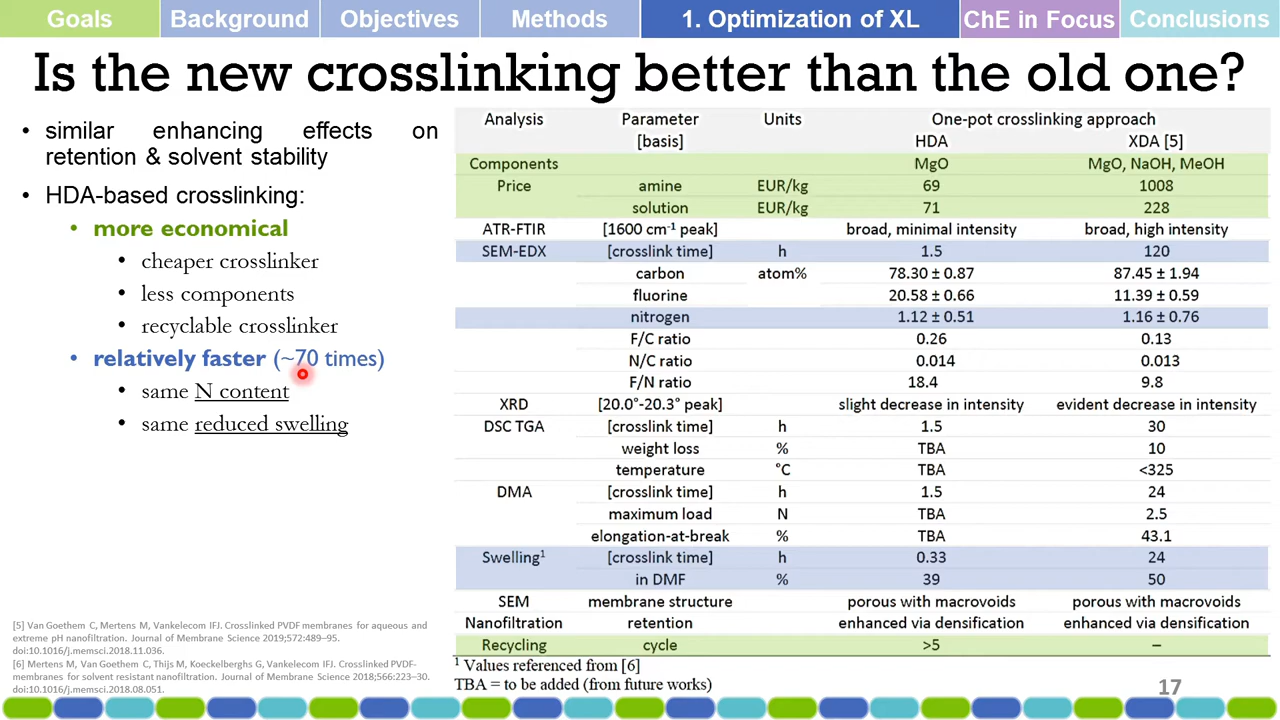 Goals Background Objectives Methods 1. Optimization of XL ChE in Focus Conclusions
Is the new crosslinking better than the old one?
• similar enhancing effects on
retention & solvent stability
• HDA-based crosslinking:
• more economical
• cheaper crosslinker
• less components
• recyclable crosslinker
• relatively faster (~70 times)
• same N content
• same reduced swelling
Analysis Parameter Units One-pot crosslinking approach
[basis] HDA XDA [5]
Components MgO MgO, NaOH, MeOH
Price amine EUR/kg 69 1008
solution EUR/kg 71 228
ATR-FTIR [1600 cm-1 peak] broad, minimal intensity broad, high intensity
SEM-EDX [crosslink time] h 1.5 120
carbon atom% 78.30 ± 0.87 87.45 ± 1.94
fluorine 20.58 ± 0.66 11.39 ± 0.59
nitrogen 1.12 ± 0.51 1.16 ± 0.76
F/C ratio 0.26 0.13
N/C ratio 0.014 0.013
F/N ratio 18.4 9.8
XRD [20.0°-20.3° peak] slight decrease in intensity evident decrease in intensity
DSC TGA [crosslink time] h 1.5 30
weight loss % TBA 10
temperature °C TBA <325
DMA [crosslink time] h 1.5 24
maximum load N TBA 2.5
elongation-at-break % TBA 43.1
Swelling1 [crosslink time] h 0.33 24
in DMF % 39 50
SEM membrane structure porous with macrovoids porous with macrovoids
Nanofiltration retention enhanced via densification enhanced via densification
Recycling cycle >5 –
1 Values referenced from [6]
TBA = to be added (from future works)
[5] Van Goethem C, Mertens M, Vankelecom IFJ. Crosslinked PVDF membranes for aqueous and
extreme pH nanofiltration. Journal of Membrane Science 2019;572:489–95.
doi:10.1016/j.memsci.2018.11.036.
[6] Mertens M, Van Goethem C, Thijs M, Koeckelberghs G, Vankelecom IFJ. Crosslinked PVDF-
membranes for solvent resistant nanofiltration. Journal of Membrane Science 2018;566:223–30.
doi:10.1016/j.memsci.2018.08.051.
17